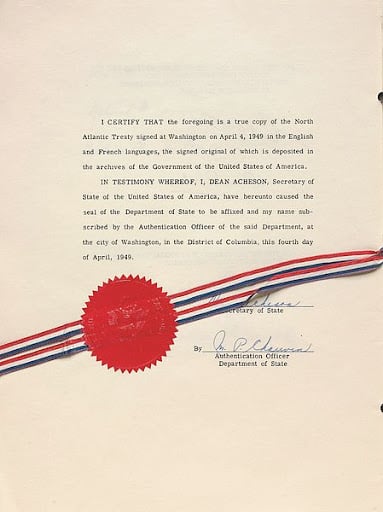 I CERTIFY THAT the foregoing is a true copy of the North
Atlantic Treaty signed at Washington on April 4, 1949 in the English
and French languages, the signed original of which is deposited in
the archives of the Government of the United States of America.
IN TESTIMONY WHEREOF, I, DEAN ACHESON, Secretary of
State of the United States of America, have hereunto caused the
seal of the Department of State to be affixed and my name sub-
scribed by the Authentication Officer of the said Department, at
the city of Washington, in the District of Columbia, this fourth day
of April, 1949.
Secretary of State
By M. P. Chauvin
Authentication Officer
Department of State